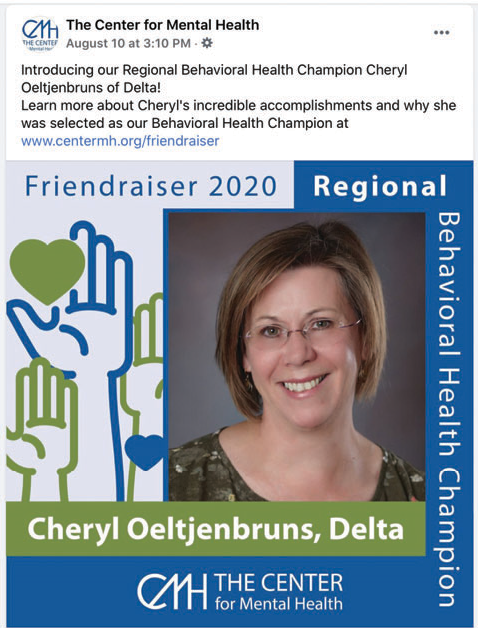 The Center for Mental Health
CMH
THE CENTER
August 10 at 3:10 PM ·
Introducing our Regional Behavioral Health Champion Cheryl
Oeltjenbruns of Delta!
Learn more about Cheryl's incredible accomplishments and why she
was selected as our Behavioral Health Champion at
www.centermh.org/friendraiser
Friendraiser 2020
Regional
Behavioral Health Champion
Cheryl Oeltjenbruns, Delta
CMH THE CENTER
for Mental Health